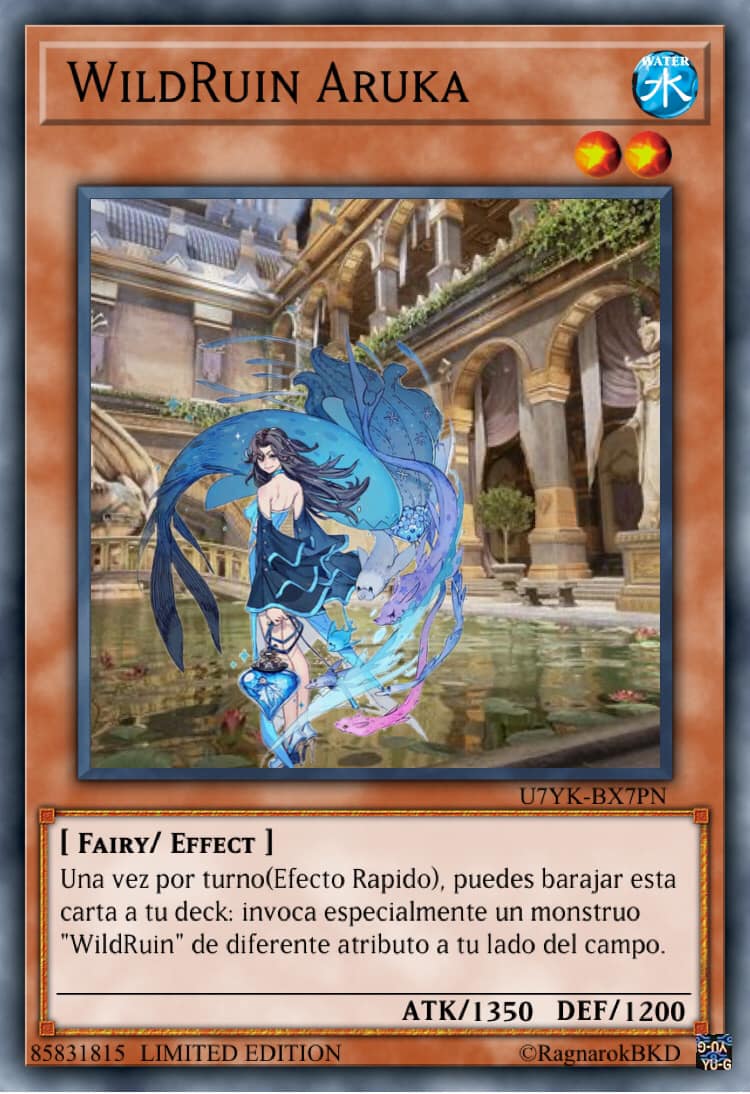 WILDRUIN ARUKA
WATER
水
U7YK-BX7PN
[ FAIRY/ EFFECT ]
Una vez por turno(Efecto Rapido), puedes barajar esta
carta a tu deck: invoca especialmente un monstruo
"WildRuin" de diferente atributo a tu lado del campo.
ATK/1350 DEF/1200
85831815 LIMITED EDITION
©RagnarokBKD
YU-G
YU-G